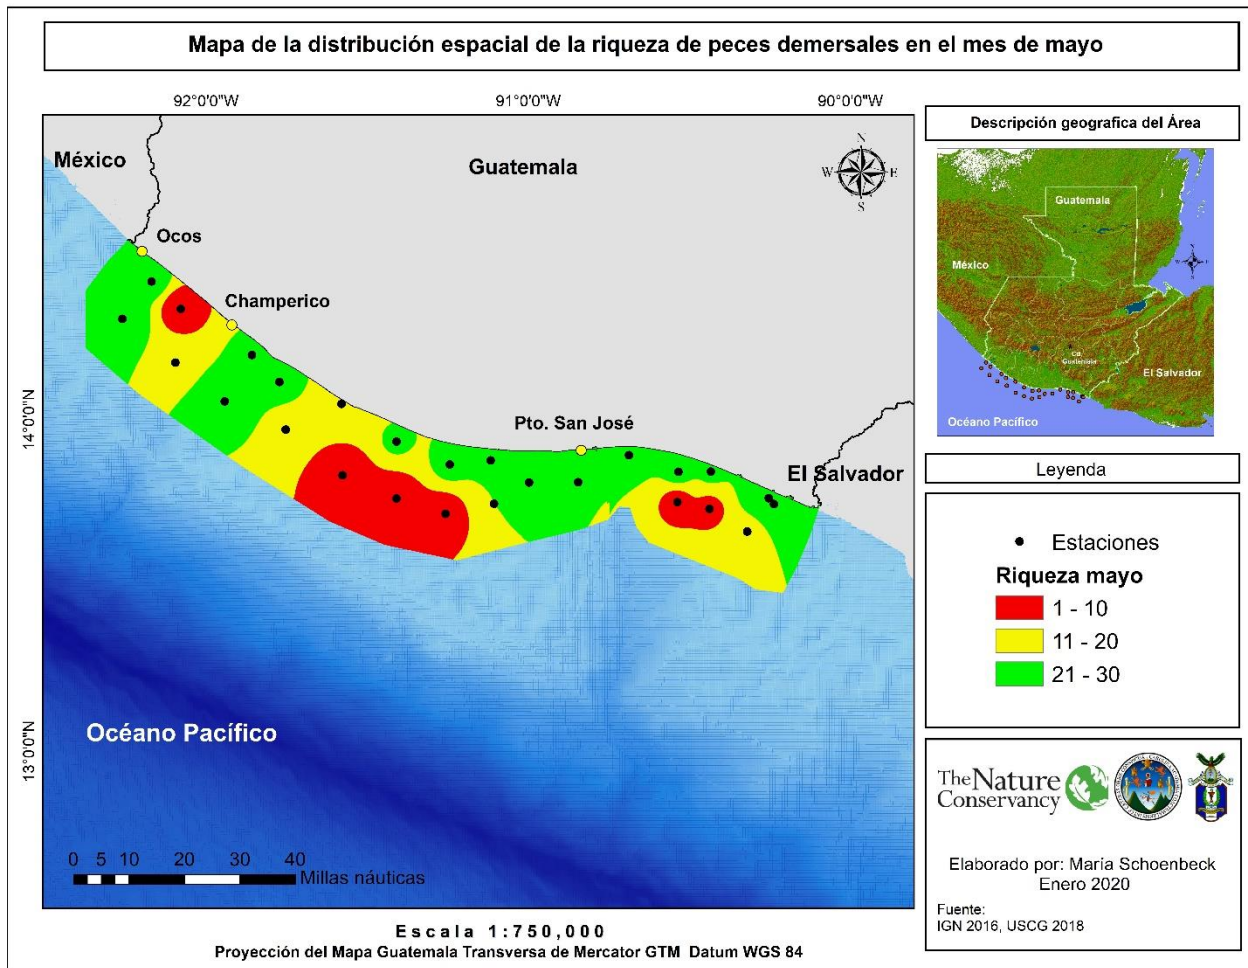 Mapa de la distribución espacial de la riqueza de peces demersales en el mes de mayo
92°0'0"W
91°0'0"W
90°0'0"W
14°0'0"N
13°0'0"N
México
Guatemala
N
W
E
S
Ocos
Champerico
Pto. San José
El Salvador
Océano Pacífico
0 5 10 20 30 40
Millas náuticas
Escala 1:750,000
Proyección del Mapa Guatemala Transversa de Mercator GTM Datum WGS 84
Descripción geografica del Área
Guatemala
México
N
W
E
S
Cd.
Guatemala
El Salvador
Océano Pacífico
Leyenda
Estaciones
Riqueza mayo
1 - 10
11 - 20
21 - 30
The Nature
Conservancy
Elaborado por: María Schoenbeck
Enero 2020
Fuente:
IGN 2016, USCG 2018